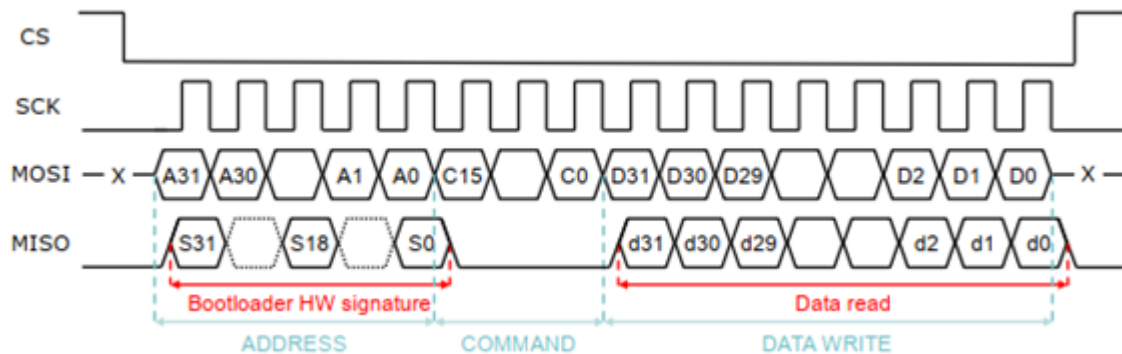 CS
SCK
MOSI X A31 A30 A1 A0 C15 C0 D31 D30 D29 D2 D1 D0 X
MISO S31 S18 S0 d31 d30 d29 d2 d1 d0
Bootloader HW signature Data read
ADDRESS COMMAND DATA WRITE